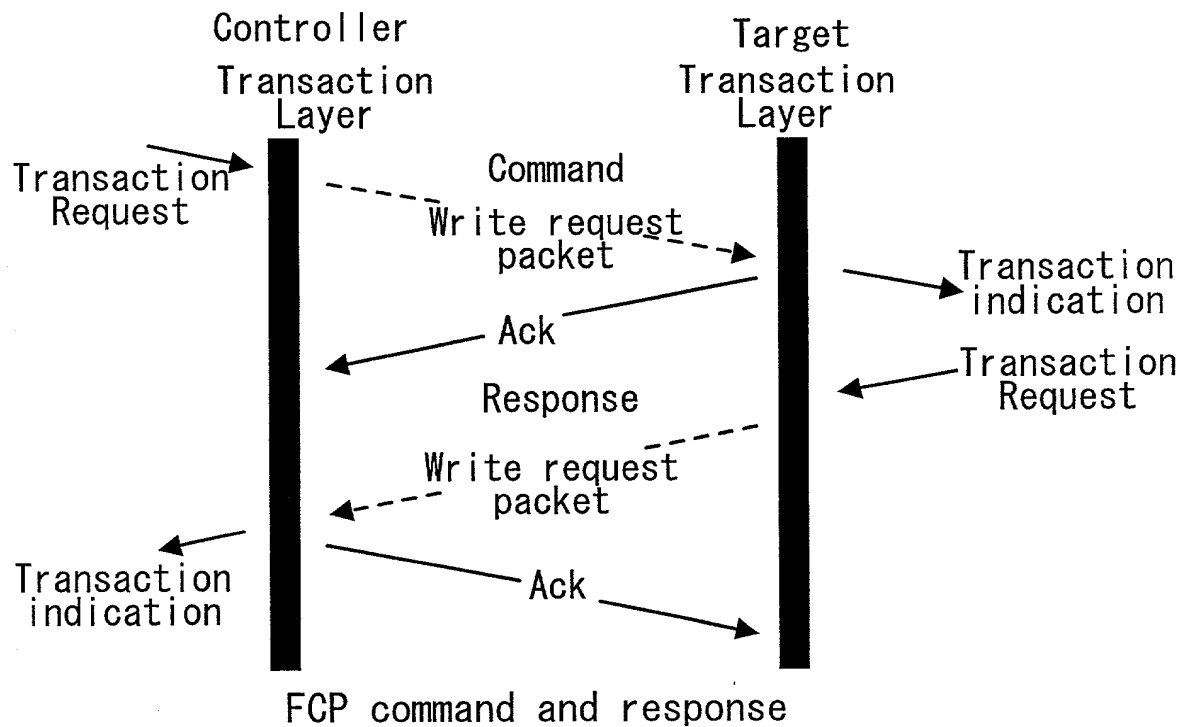 Controller
Transaction
Layer
Target
Transaction
Layer
Transaction
Request
Command
Write request
packet
Transaction
indication
Ack
Transaction
Request
Response
Write request
packet
Transaction
indication
Ack
FCP command and response